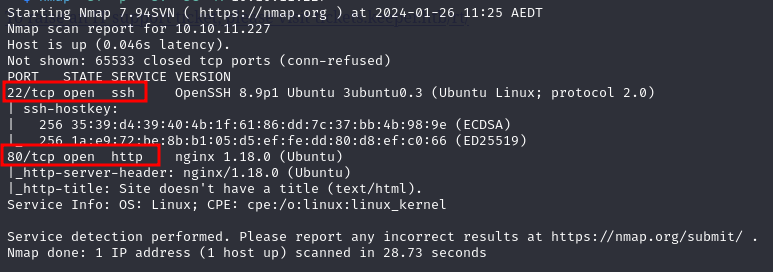 Starting Nmap 7.94SVN ( https://nmap.org ) at 2024-01-26 11:25 AEDT
Nmap scan report for 10.10.11.227
Host is up (0.046s latency).
Not shown: 65533 closed tcp ports (conn-refused)
PORT   STATE SERVICE VERSION
22/tcp open  ssh     OpenSSH 8.9p1 Ubuntu 3ubuntu0.3 (Ubuntu Linux; protocol 2.0)
| ssh-hostkey:
|   256 35:39:d4:39:40:4b:1f:61:86:dd:7c:37:bb:4b:98:9e (ECDSA)
|_  256 1a:e9:72:be:8b:b1:05:d5:ef:fe:dd:80:d8:ef:c0:66 (ED25519)
80/tcp open  http    nginx 1.18.0 (Ubuntu)
|_http-server-header: nginx/1.18.0 (Ubuntu)
|_http-title: Site doesn't have a title (text/html).
Service Info: OS: Linux; CPE: cpe:/o:linux:linux_kernel

Service detection performed. Please report any incorrect results at https://nmap.org/submit/ .
Nmap done: 1 IP address (1 host up) scanned in 28.73 seconds